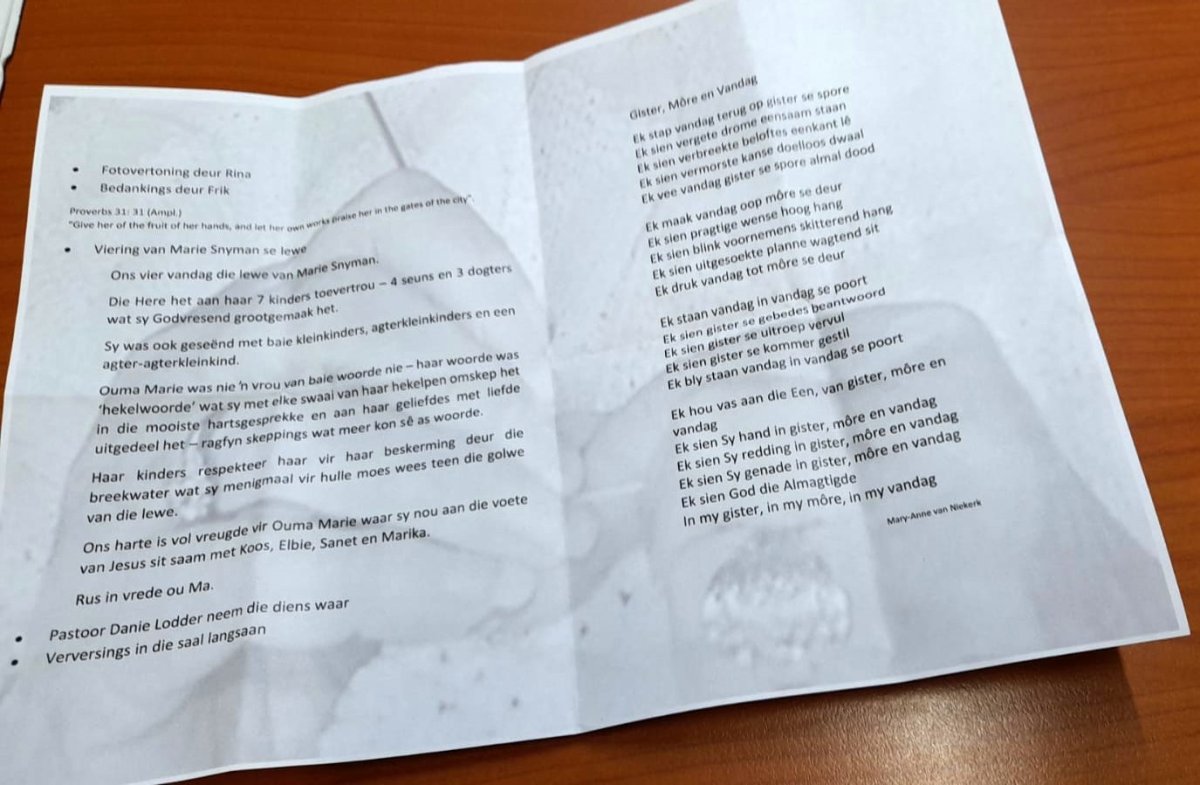 • Fotovertoning deur Rina
• Bedankings deur Frik
Proverbs 31: 31 (Ampl.)
"Give her of the fruit of her hands, and let her own works praise her in the gates of the city".
• Viering van Marie Snyman se lewe
Ons vier vandag die lewe van Marie Snyman.
Die Here het aan haar 7 kinders toevertrou – 4 seuns en 3 dogters
wat sy Godvresend grootgemaak het.
Sy was ook geseënd met baie kleinkinders, agterkleinkinders en een
agter-agterkleinkind.
Ouma Marie was nie 'n vrou van baie woorde nie – haar woorde was
'hekelwoorde' wat sy met elke swaai van haar hekelpen omskep het
in die mooiste hartsgesprekke en aan haar geliefdes met liefde
uitgedeel het – ragfyn skeppings wat meer kon sê as woorde.
Haar kinders respekteer haar vir haar beskerming deur die
breekwater wat sy menigmaal vir hulle moes wees teen die golwe
van die lewe.
Ons harte is vol vreugde vir Ouma Marie waar sy nou aan die voete
van Jesus sit saam met Koos, Elbie, Sanet en Marika.
Rus in vrede ou Ma.
• Pastoor Danie Lodder neem die diens waar
• Verversings in die saal langsaan
Gister, Môre en Vandag
Ek stap vandag terug op gister se spore
Ek sien vergete drome eensaam staan
Ek sien verbreekte beloftes eenkant lê
Ek sien vermorste kanse doelloos dwaal
Ek vee vandag gister se spore almal dood
Ek maak vandag oop môre se deur
Ek sien pragtige wense hoog hang
Ek sien blink voornemens skitterend hang
Ek sien uitgesoekte planne wagtend sit
Ek druk vandag tot môre se deur
Ek staan vandag in vandag se poort
Ek sien gister se gebedes beantwoord
Ek sien gister se uitroep vervul
Ek sien gister se kommer gestil
Ek bly staan vandag in vandag se poort
Ek hou vas aan die Een, van gister, môre en
vandag
Ek sien Sy hand in gister, môre en vandag
Ek sien Sy redding in gister, môre en vandag
Ek sien Sy genade in gister, môre en vandag
Ek sien God die Almagtigde
In my gister, in my môre, in my vandag
Mary-Anne van Niekerk